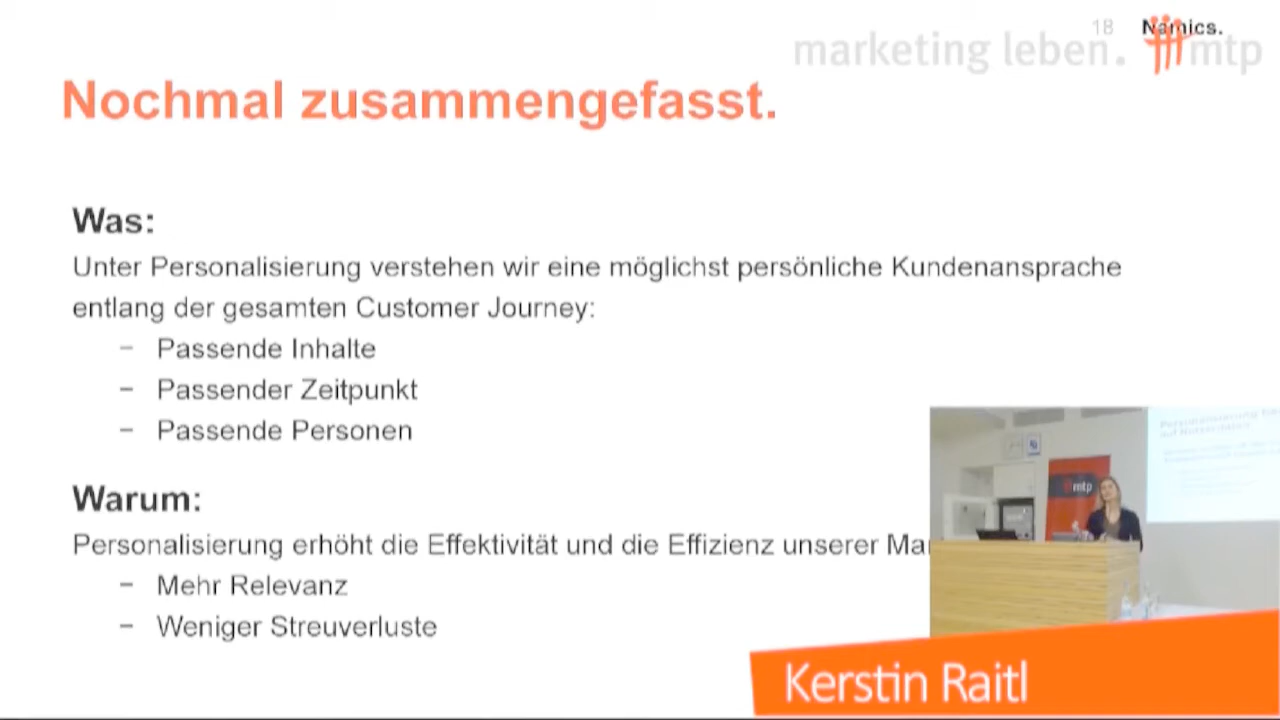 18 Namics.
marketing leben. mtp
Nochmal zusammengefasst.
Was:
Unter Personalisierung verstehen wir eine möglichst persönliche Kundenansprache
entlang der gesamten Customer Journey:
– Passende Inhalte
– Passender Zeitpunkt
– Passende Personen
Warum:
Personalisierung erhöht die Effektivität und die Effizienz unserer
– Mehr Relevanz
– Weniger Streuverluste
mtp
Kerstin Raitl